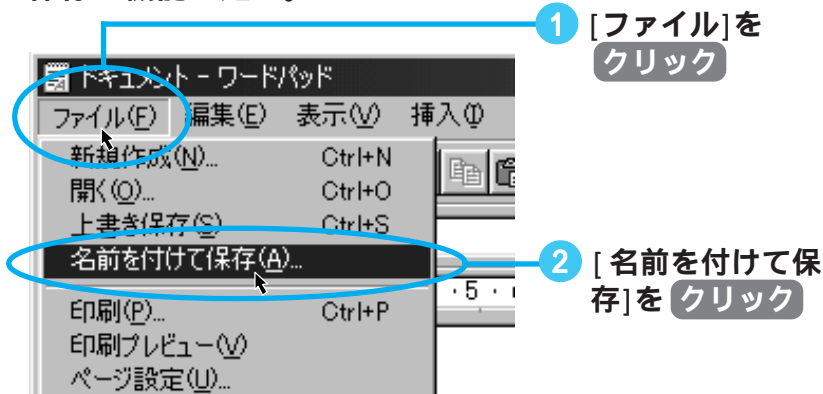 1 [ファイル]を
クリック
ドキュメント - ワードパッド
ファイル(F) 編集(E) 表示(V) 挿入(I)
新規作成(N)... Ctrl+N
開く(O)... Ctrl+O
上書き保存(S) Ctrl+S
名前を付けて保存(A)...
2 [名前を付けて保
存]を クリック
·5·
印刷(P)... Ctrl+P
印刷プレビュー(V)
ページ設定(U)...